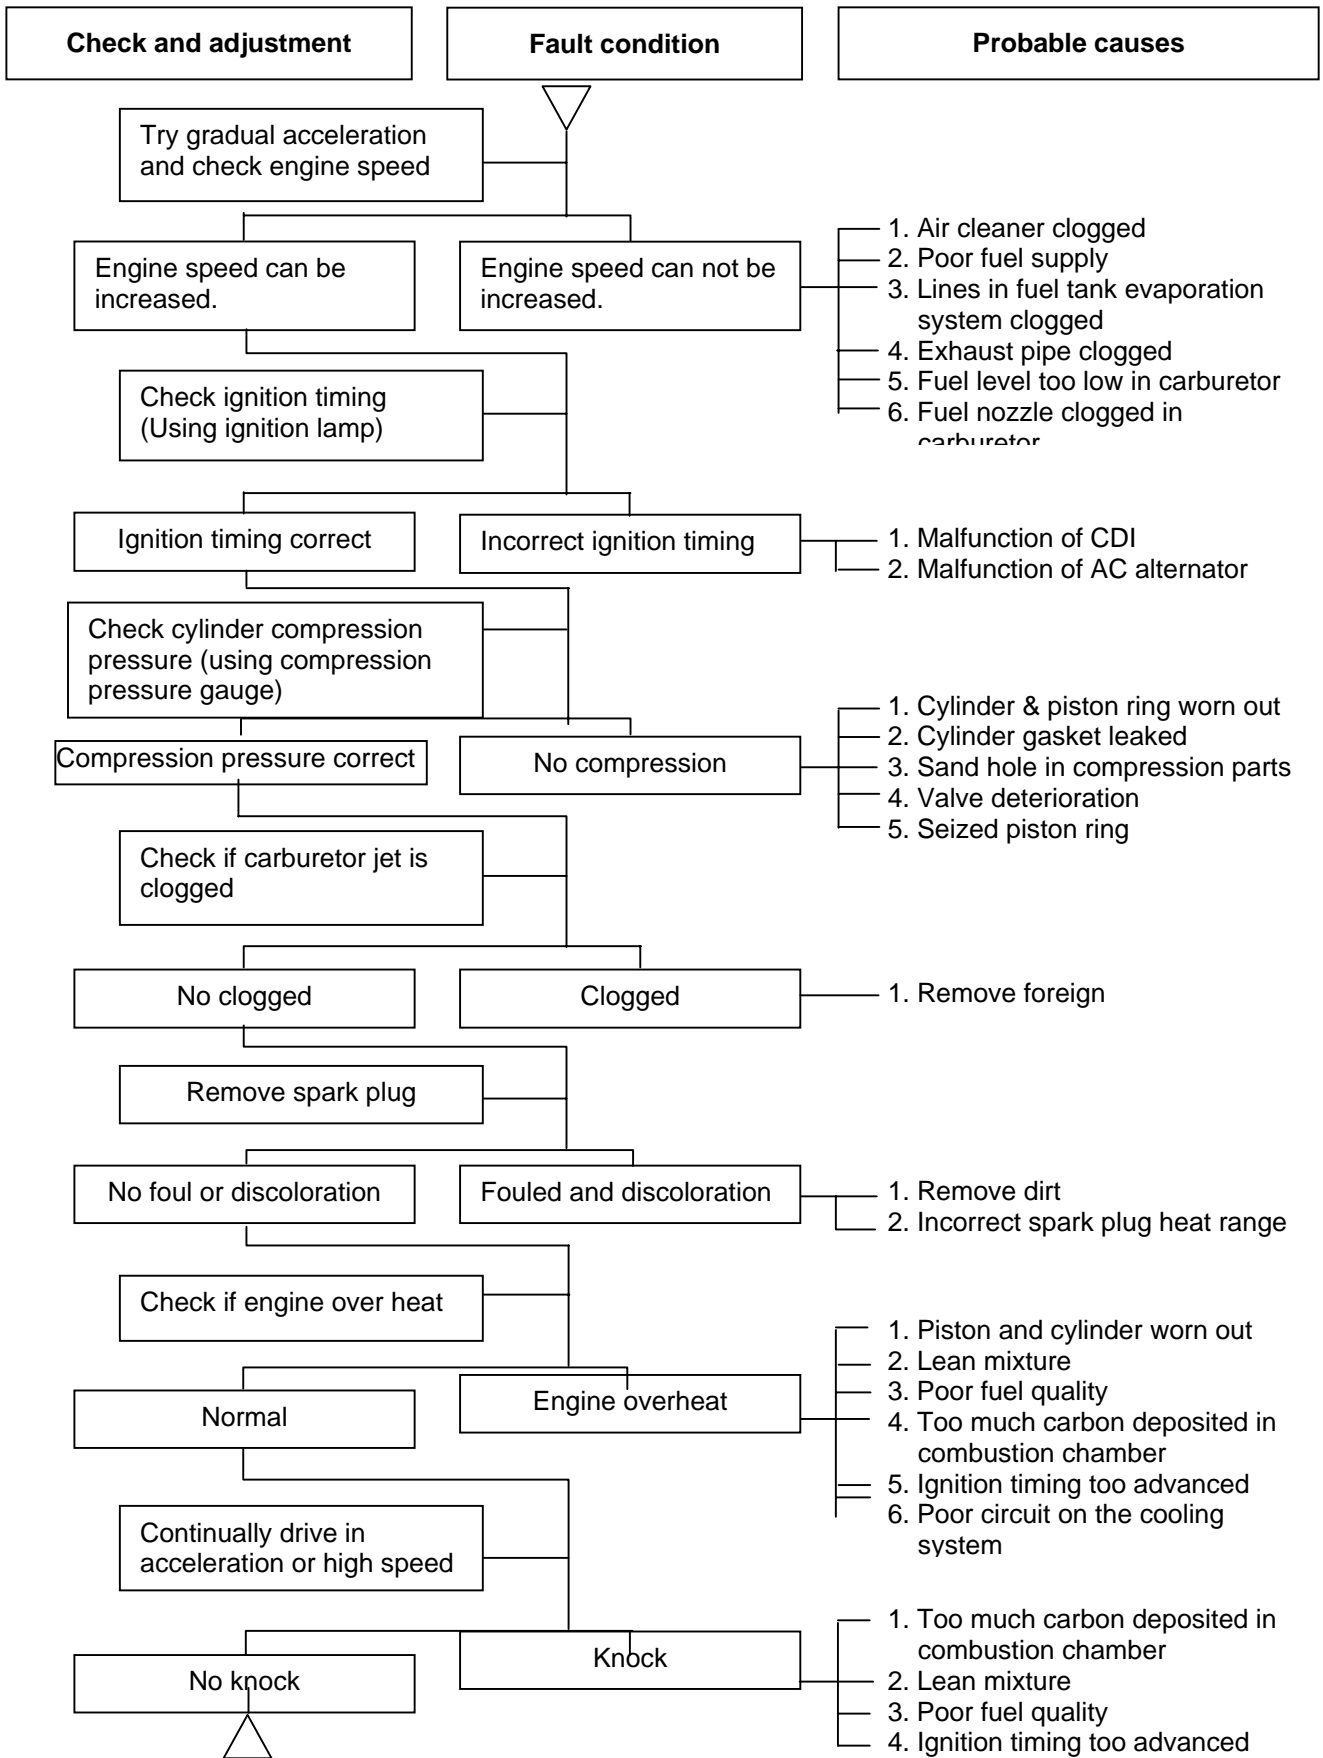 Check and adjustment
Fault condition
Probable causes
Try gradual acceleration
and check engine speed
Engine speed can be
increased.
Engine speed can not be
increased.
1. Air cleaner clogged
2. Poor fuel supply
3. Lines in fuel tank evaporation
system clogged
4. Exhaust pipe clogged
5. Fuel level too low in carburetor
6. Fuel nozzle clogged in
carburetor
Check ignition timing
(Using ignition lamp)
Ignition timing correct
Incorrect ignition timing
1. Malfunction of CDI
2. Malfunction of AC alternator
Check cylinder compression
pressure (using compression
pressure gauge)
Compression pressure correct
No compression
1. Cylinder & piston ring worn out
2. Cylinder gasket leaked
3. Sand hole in compression parts
4. Valve deterioration
5. Seized piston ring
Check if carburetor jet is
clogged
No clogged
Clogged
1. Remove foreign
Remove spark plug
No foul or discoloration
Fouled and discoloration
1. Remove dirt
2. Incorrect spark plug heat range
Check if engine over heat
Normal
Engine overheat
1. Piston and cylinder worn out
2. Lean mixture
3. Poor fuel quality
4. Too much carbon deposited in
combustion chamber
5. Ignition timing too advanced
6. Poor circuit on the cooling
system
Continually drive in
acceleration or high speed
No knock
Knock
1. Too much carbon deposited in
combustion chamber
2. Lean mixture
3. Poor fuel quality
4. Ignition timing too advanced